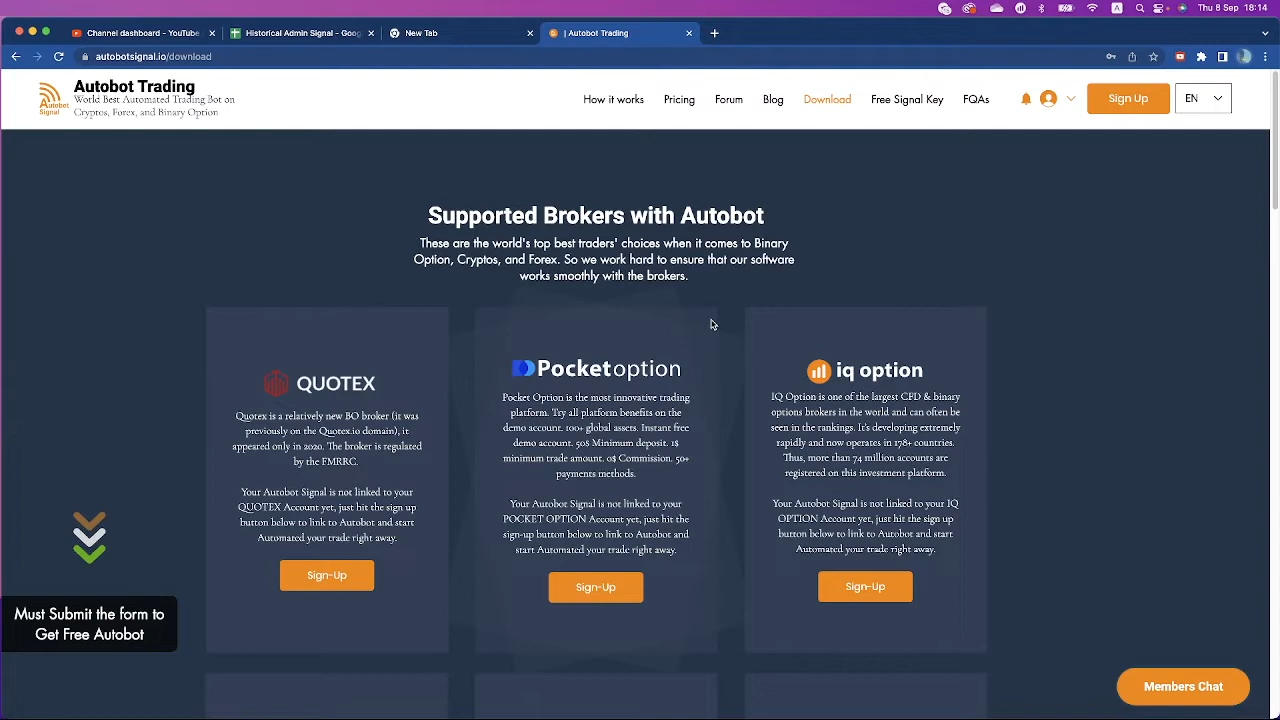 Thu 8 Sep 18:14
Channel dashboard - YouTube
Historical Admin Signal - Goog
New Tab
| Autobot Trading
autobotsignal.io/download
Autobot Signal
Autobot Trading
World Best Automated Trading Bot on
Cryptos, Forex, and Binary Option
How it works
Pricing
Forum
Blog
Download
Free Signal Key
FQAs
Sign Up
EN
Supported Brokers with Autobot
These are the world's top best traders' choices when it comes to Binary
Option, Cryptos, and Forex. So we work hard to ensure that our software
works smoothly with the brokers.
QUOTEX
Quotex is a relatively new BO broker (it was
previously on the Quotex.io domain), it
appeared only in 2020. The broker is regulated
by the FMRRC.
Your Autobot Signal is not linked to your
QUOTEX Account yet, just hit the sign up
button below to link to Autobot and start
Automated your trade right away.
Sign-Up
Pocketoption
Pocket Option is the most innovative trading
platform. Try all platform benefits on the
demo account. 100+ global assets. Instant free
demo account. 50$ Minimum deposit. 1$
minimum trade amount. 0$ Commission. 50+
payments methods.
Your Autobot Signal is not linked to your
POCKET OPTION Account yet, just hit the
sign-up button below to link to Autobot and
start Automated your trade right away.
Sign-Up
iq option
IQ Option is one of the largest CFD & binary
options brokers in the world and can often be
seen in the rankings. It's developing extremely
rapidly and now operates in 178+ countries.
Thus, more than 74 million accounts are
registered on this investment platform.
Your Autobot Signal is not linked to your IQ
OPTION Account yet, just hit the sign up
button below to link to Autobot and start
Automated your trade right away.
Sign-Up
Must Submit the form to
Get Free Autobot
Members Chat